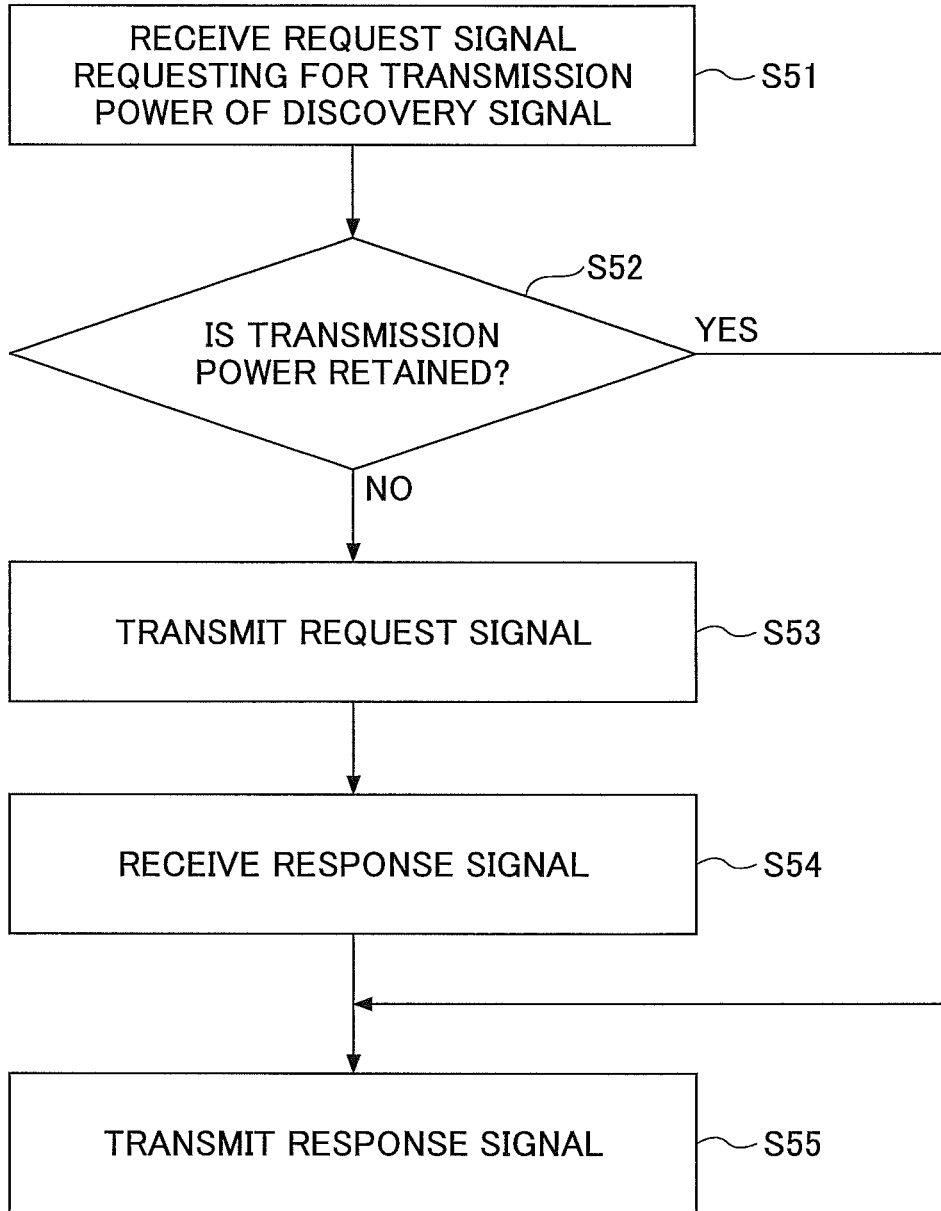 RECEIVE REQUEST SIGNAL
REQUESTING FOR TRANSMISSION
POWER OF DISCOVERY SIGNAL
S51
S52
IS TRANSMISSION
POWER RETAINED?
YES
NO
TRANSMIT REQUEST SIGNAL
S53
RECEIVE RESPONSE SIGNAL
S54
TRANSMIT RESPONSE SIGNAL
S55